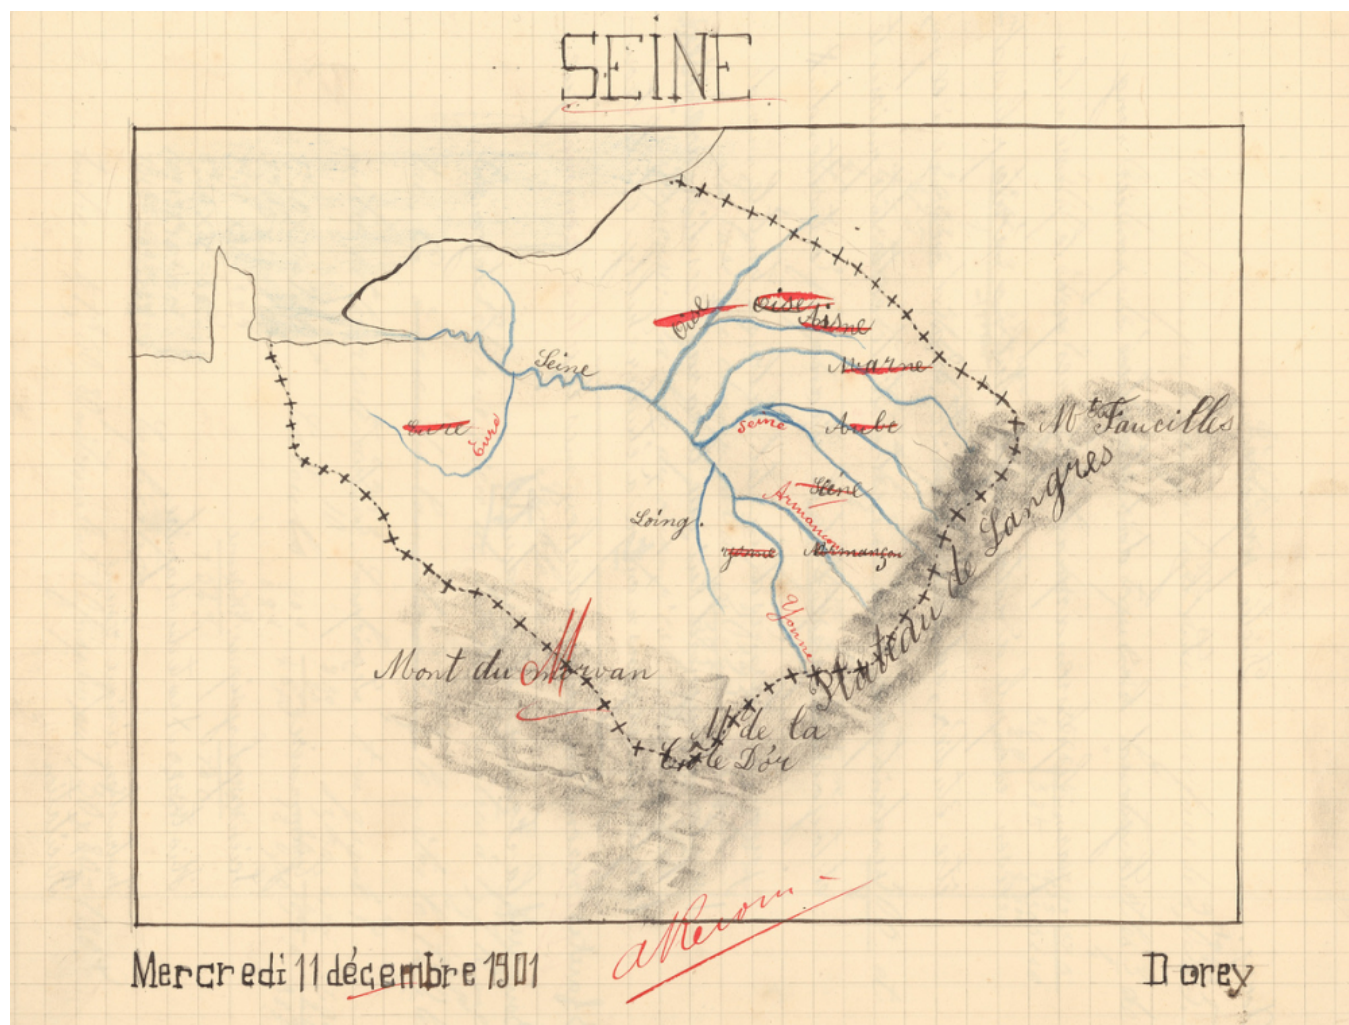 SEINE
Oise
Oise
Aisne
Seine
Marne
Eure
Eure
Seine
Aube
Mts Faucilles
Seine
Armançon
Loing
Yonne
Armançon
Plateau de Langres
Yonne
Mont du morvan
M
Mt de la
Côte D'or
Mercredi 11 décembre 1901
Dorey